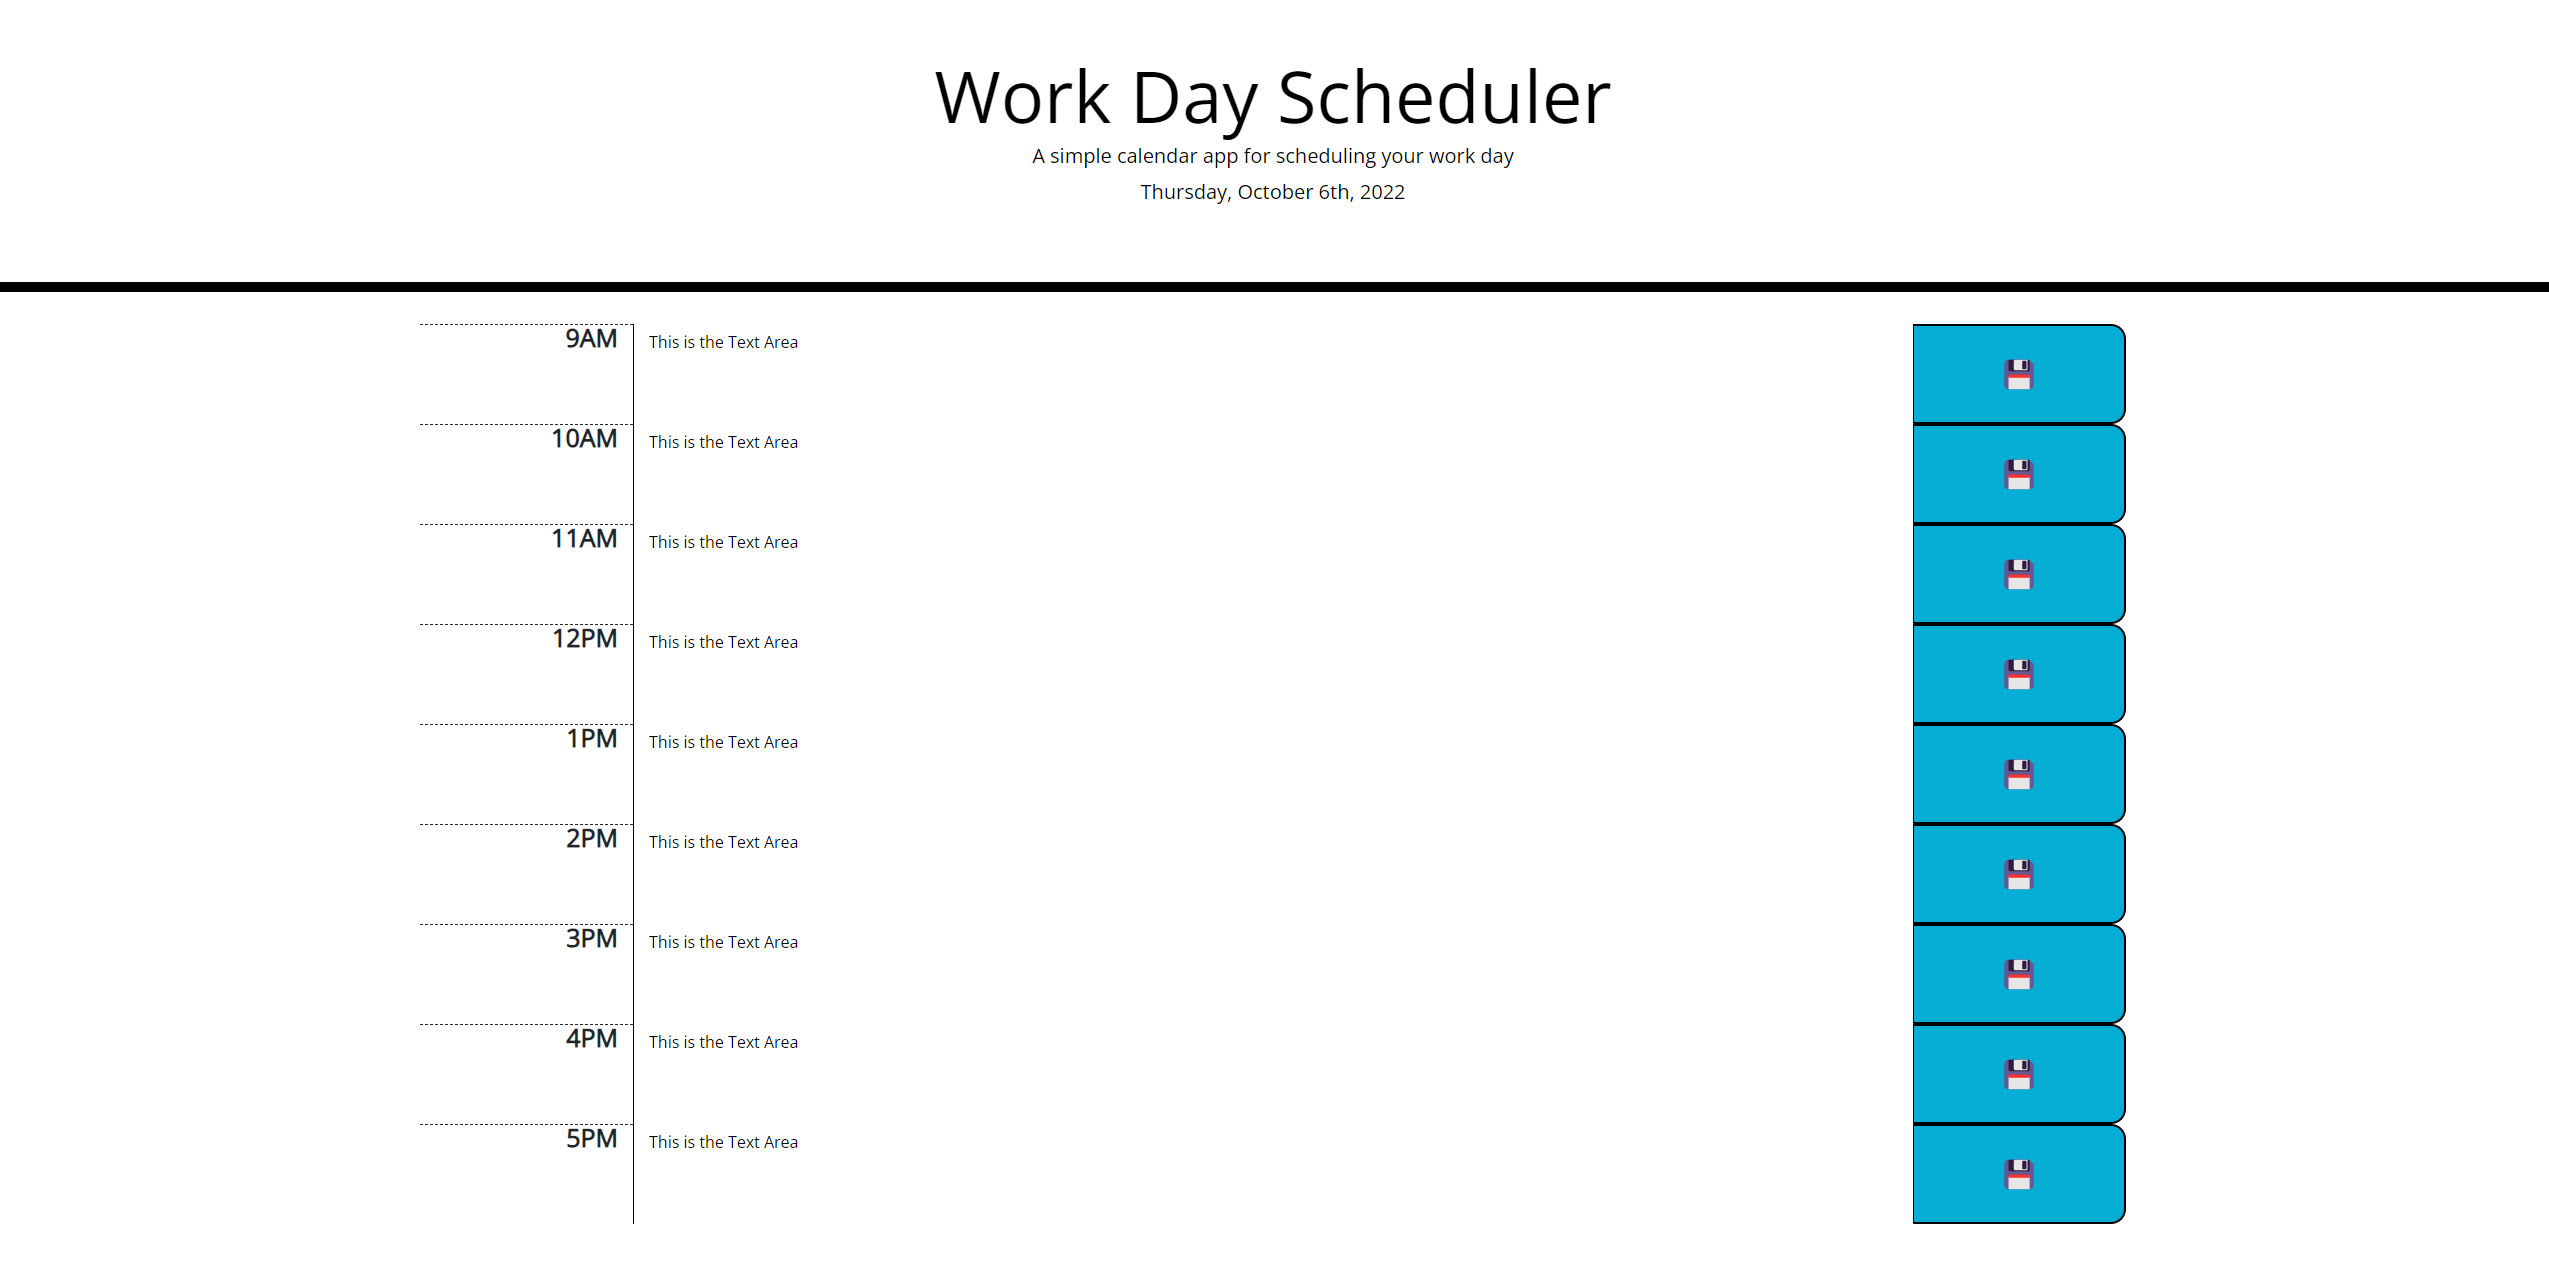 Work Day Scheduler
A simple calendar app for scheduling your work day
Thursday, October 6th, 2022
9AM This is the Text Area
10AM This is the Text Area
11AM This is the Text Area
12PM This is the Text Area
1PM This is the Text Area
2PM This is the Text Area
3PM This is the Text Area
4PM This is the Text Area
5PM This is the Text Area